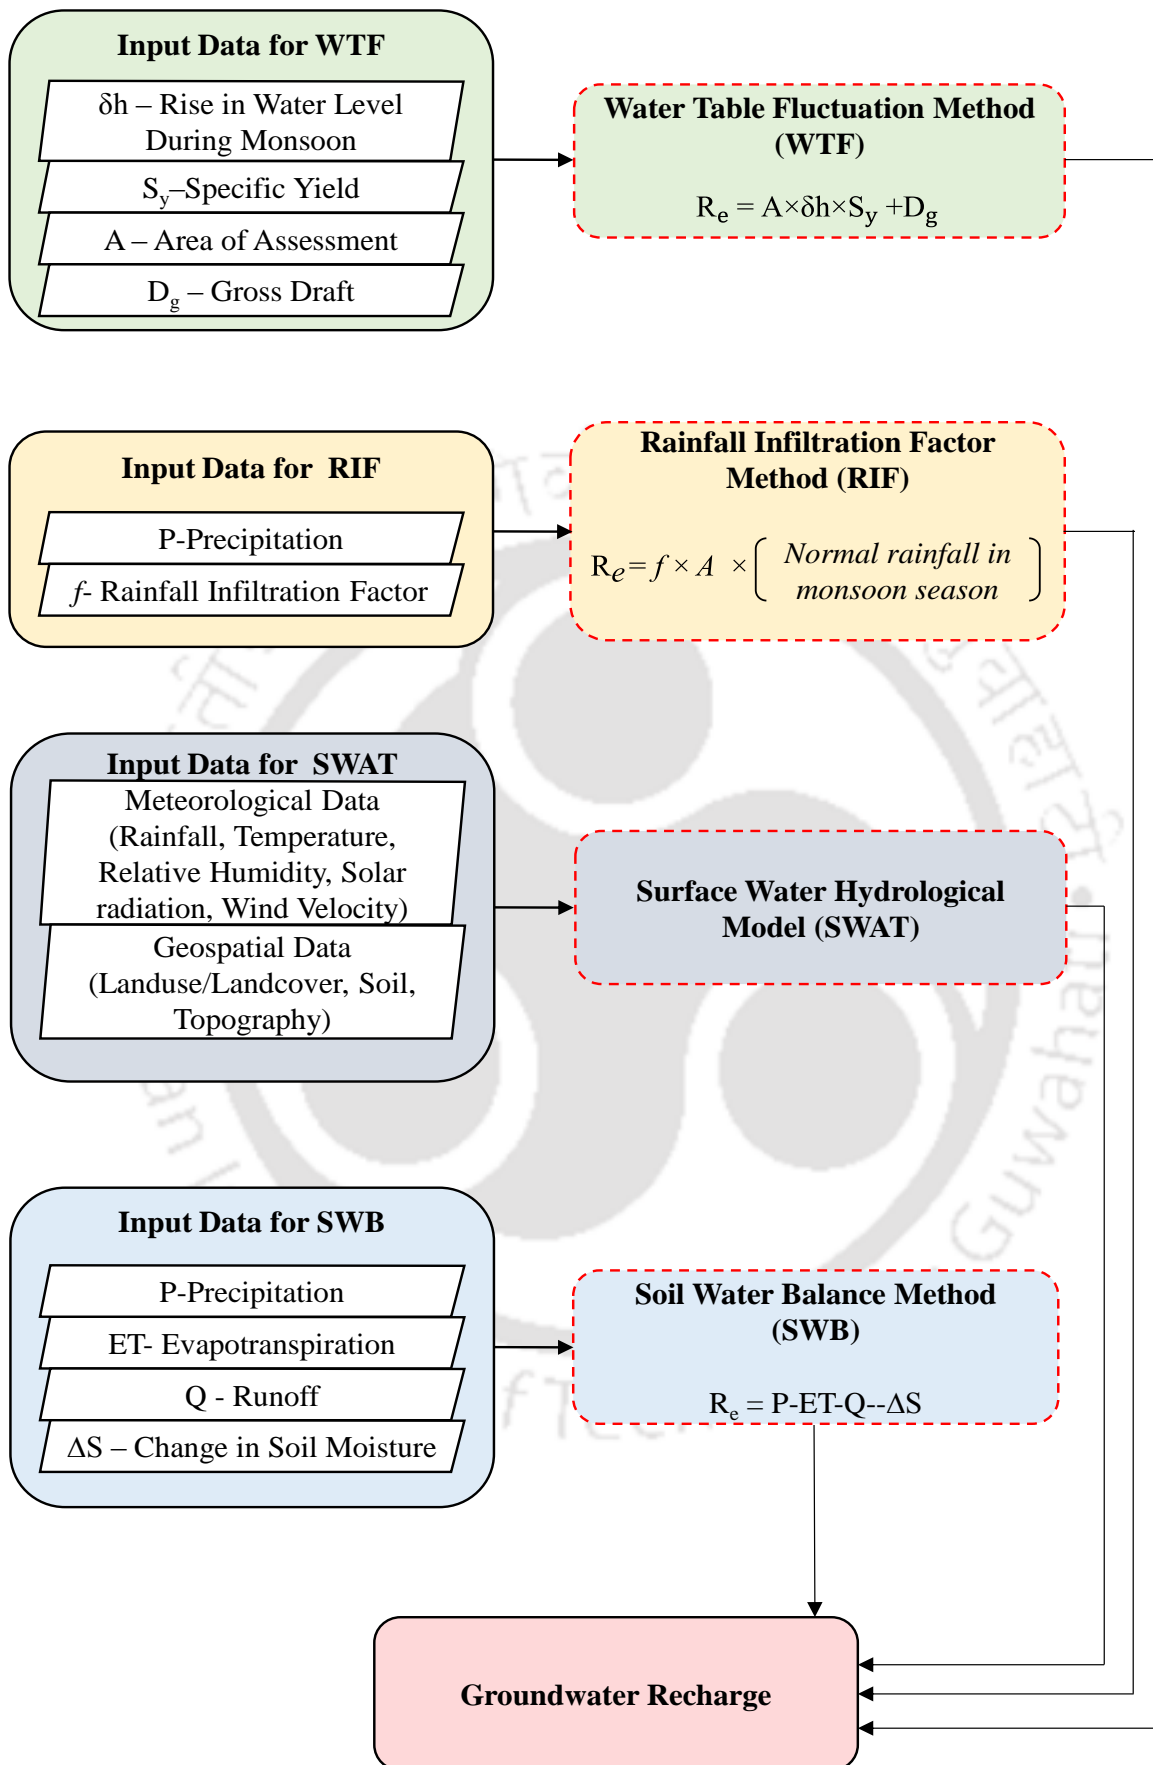 Input Data for WTF
δh – Rise in Water Level
During Monsoon
Sy–Specific Yield
A – Area of Assessment
Dg – Gross Draft
Water Table Fluctuation Method
(WTF)
Re = A×δh×Sy +Dg
Input Data for RIF
P-Precipitation
f- Rainfall Infiltration Factor
Rainfall Infiltration Factor
Method (RIF)
Re = f × A × ( Normal rainfall in
monsoon season )
Input Data for SWAT
Meteorological Data
(Rainfall, Temperature,
Relative Humidity, Solar
radiation, Wind Velocity)
Geospatial Data
(Landuse/Landcover, Soil,
Topography)
Surface Water Hydrological
Model (SWAT)
Input Data for SWB
P-Precipitation
ET- Evapotranspiration
Q - Runoff
ΔS – Change in Soil Moisture
Soil Water Balance Method
(SWB)
Re = P-ET-Q--ΔS
Groundwater Recharge
Guwahati